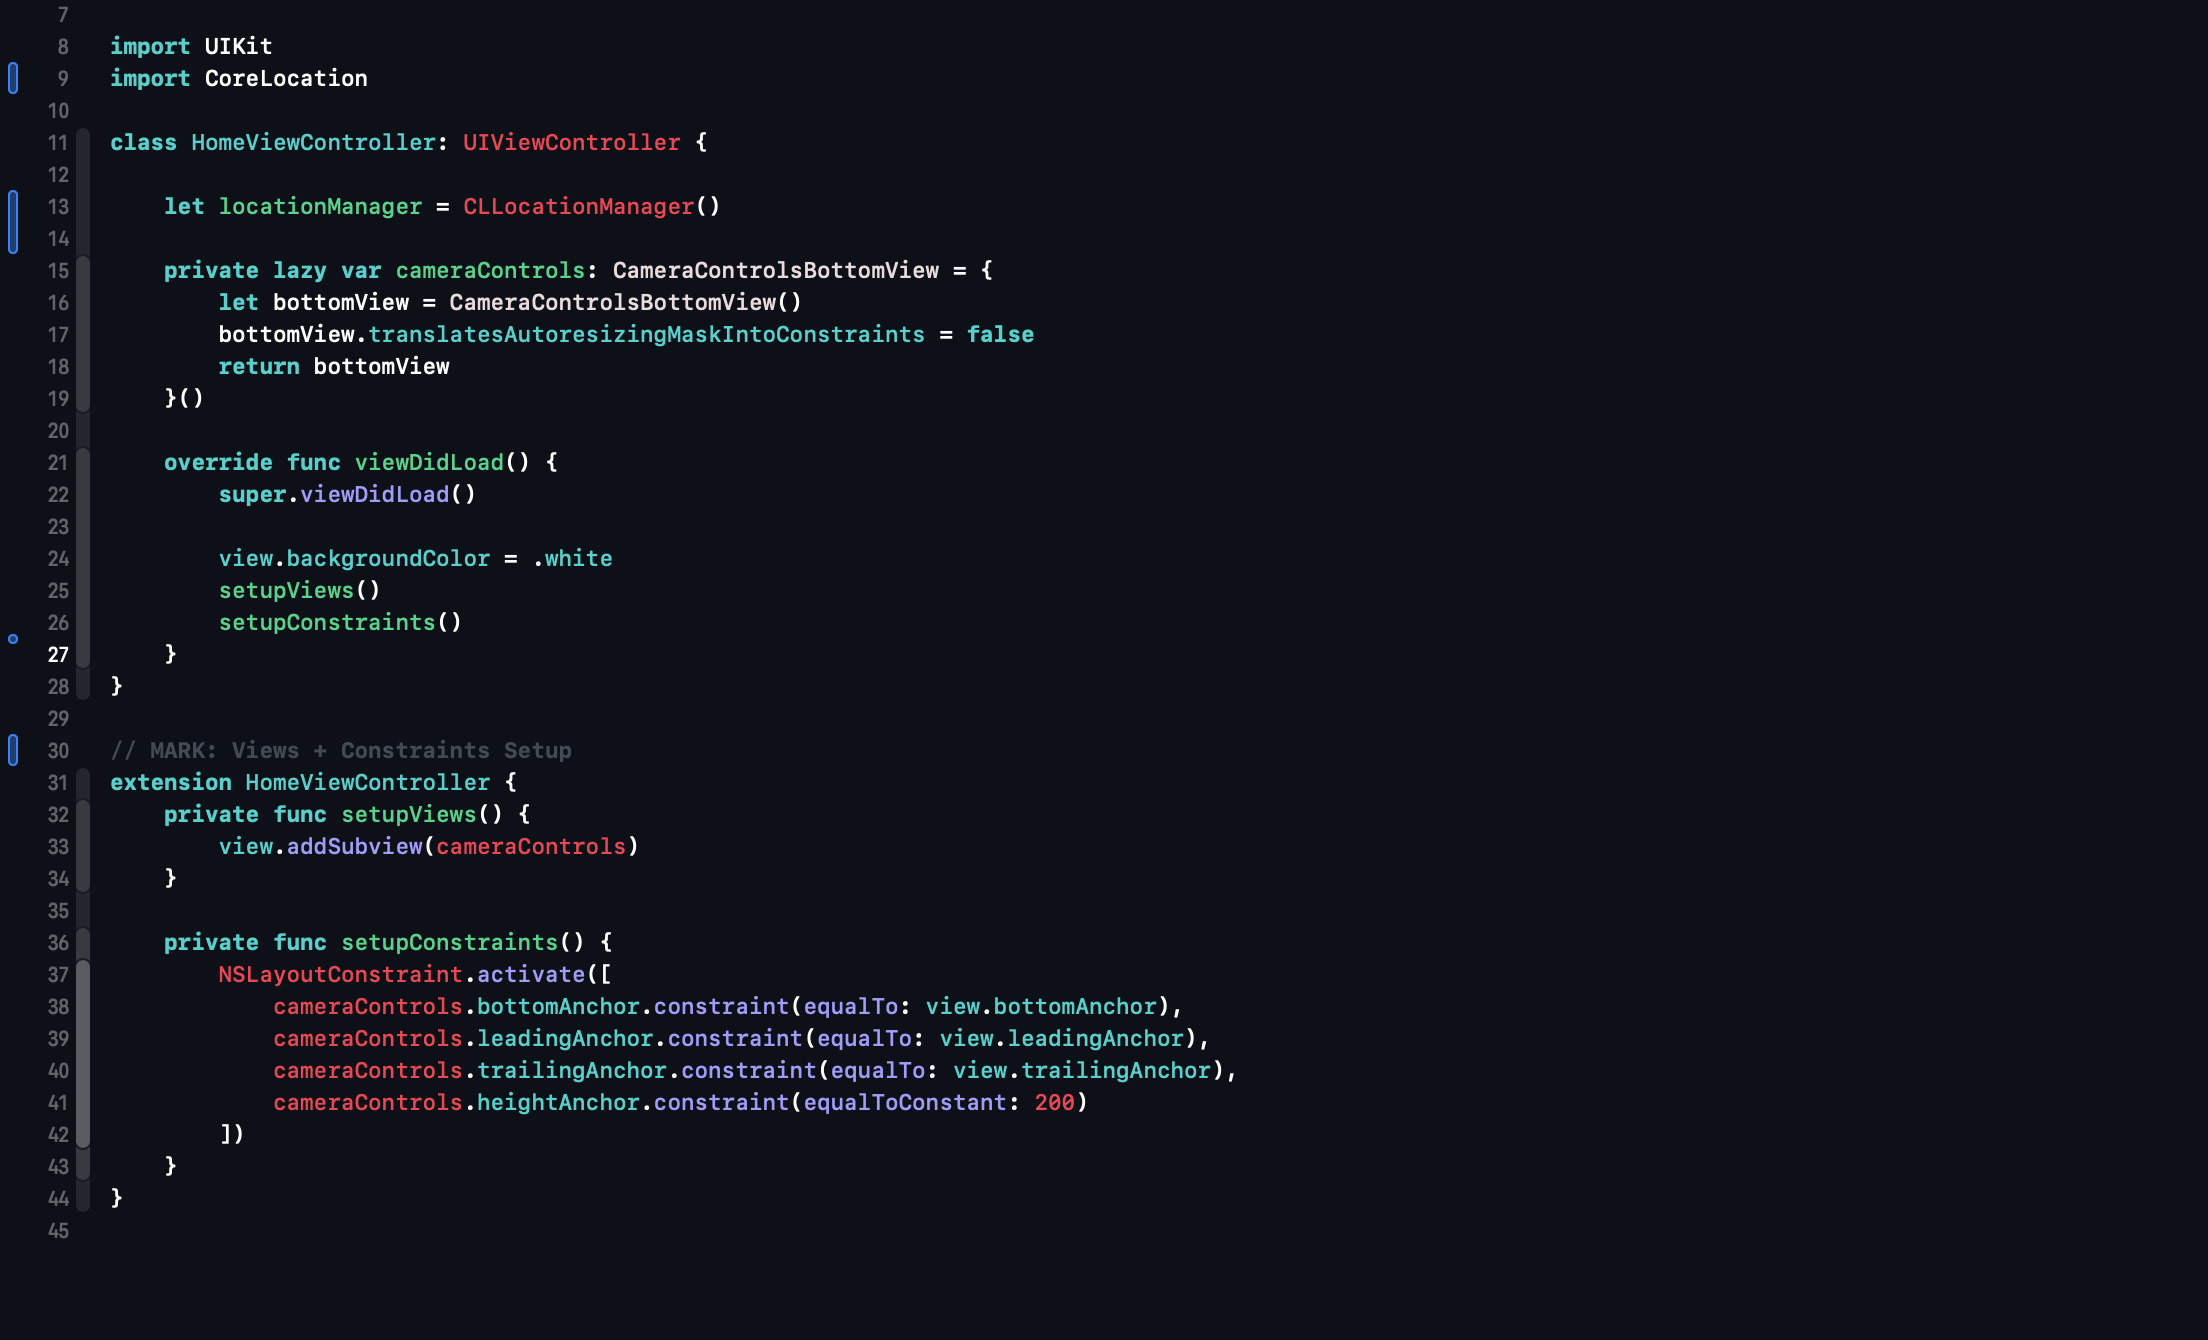 7
8 import UIKit
9 import CoreLocation
10
11 class HomeViewController: UIViewController {
12
13     let locationManager = CLLocationManager()
14
15     private lazy var cameraControls: CameraControlsBottomView = {
16         let bottomView = CameraControlsBottomView()
17         bottomView.translatesAutoresizingMaskIntoConstraints = false
18         return bottomView
19     }()
20
21     override func viewDidLoad() {
22         super.viewDidLoad()
23
24         view.backgroundColor = .white
25         setupViews()
26         setupConstraints()
27     }
28 }
29
30 // MARK: Views + Constraints Setup
31 extension HomeViewController {
32     private func setupViews() {
33         view.addSubview(cameraControls)
34     }
35
36     private func setupConstraints() {
37         NSLayoutConstraint.activate([
38             cameraControls.bottomAnchor.constraint(equalTo: view.bottomAnchor),
39             cameraControls.leadingAnchor.constraint(equalTo: view.leadingAnchor),
40             cameraControls.trailingAnchor.constraint(equalTo: view.trailingAnchor),
41             cameraControls.heightAnchor.constraint(equalToConstant: 200)
42         ])
43     }
44 }
45